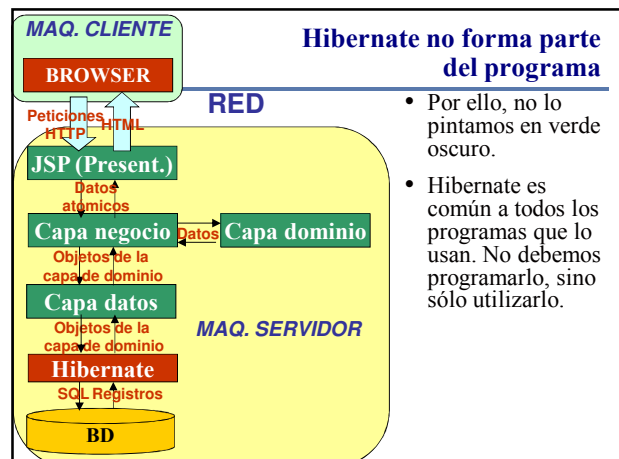 MAQ. CLIENTE
BROWSER
Hibernate no forma parte
del programa
RED
Peticiones
HTTP
HTML
JSP (Present.)
Datos
atomicos
Capa negocio
Datos
Capa dominio
Objetos de la
capa de dominio
Capa datos
Objetos de la
capa de dominio
MAQ. SERVIDOR
Hibernate
SQL Registros
BD
• Por ello, no lo
pintamos en verde
oscuro.
• Hibernate es
común a todos los
programas que lo
usan. No debemos
programarlo, sino
sólo utilizarlo.